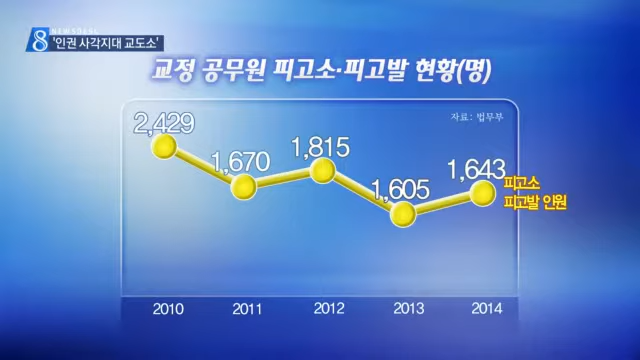 NEWSDESK
8 '인권 사각지대 교도소'
교정 공무원 피고소·피고발 현황(명)
자료: 법무부
2,429
1,670
1,815
1,605
1,643
피고소
피고발 인원
2010 2011 2012 2013 2014